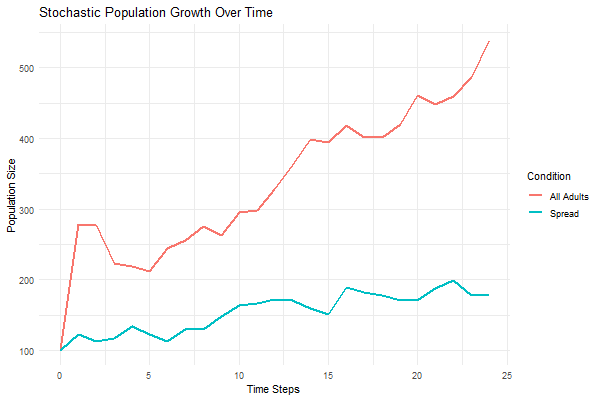 Stochastic Population Growth Over Time
Population Size
500
400
300
200
100
0
5
10
15
20
25
Time Steps
Condition
All Adults
Spread